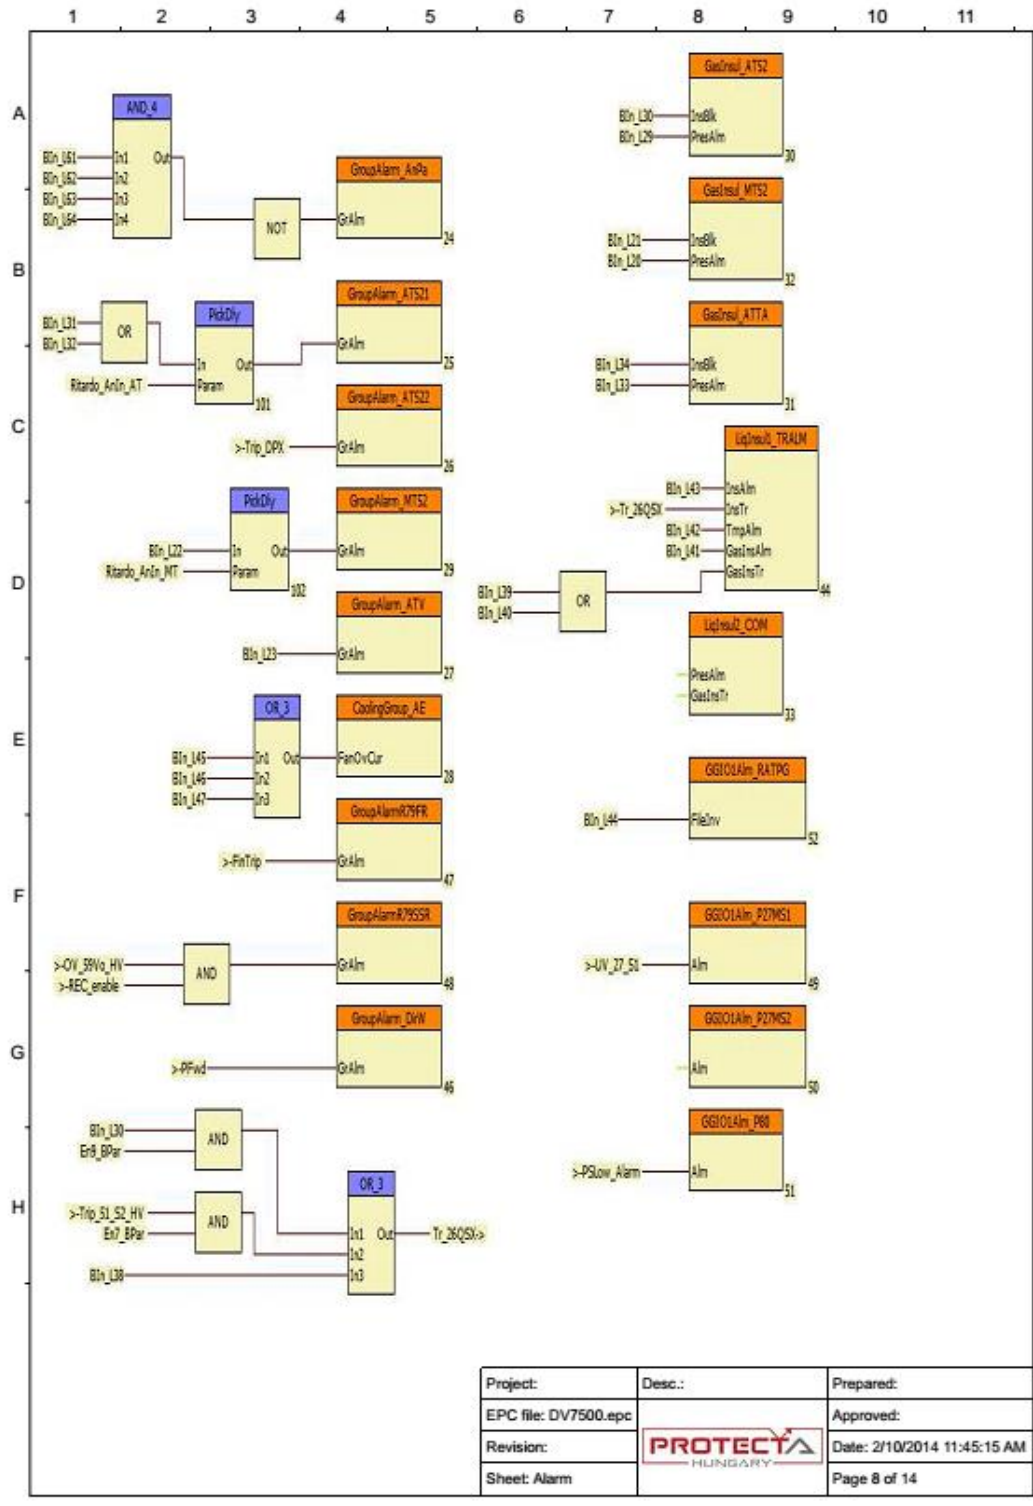 1 2 3 4 5 6 7 8 9 10 11
A
AND_4
BIn_L61 In1 Out
BIn_L62 In2
BIn_L63 In3
BIn_L64 In4
NOT
GroupAlarm_AnPa
GrAlm
24
B
BIn_L31
BIn_L32
OR
PickDly
In Out
Ritardo_AnIn_AT Param
101
GroupAlarm_ATS21
GrAlm
25
C
GroupAlarm_ATS22
>-Trip_DPX GrAlm
26
PickDly
BIn_L22 In Out
Ritardo_AnIn_MT Param
102
GroupAlarm_MTS2
GrAlm
29
D
GroupAlarm_ATV
BIn_L23 GrAlm
27
E
OR_3
BIn_L45 In1 Out
BIn_L46 In2
BIn_L47 In3
CoolingGroup_AE
FanOvCur
28
GroupAlarmR79FR
>-FinTrip GrAlm
47
F
GroupAlarmR79SSR
>-OV_59Vo_HV
>-REC_enable
AND
GrAlm
48
G
GroupAlarm_DirW
>-PFwd GrAlm
46
BIn_L30
En9_BPar
AND
H
>-Trip_51_S2_HV
En7_BPar
AND
BIn_L38
OR_3
In1 Out
In2
In3
Tr_26QSX->
GasInsul_ATS2
BIn_L30 InsBlk
BIn_L29 PresAlm
30
GasInsul_MTS2
BIn_L21 InsBlk
BIn_L20 PresAlm
32
GasInsul_ATTA
BIn_L34 InsBlk
BIn_L33 PresAlm
31
LiqInsul1_TRALM
BIn_L43 InsAlm
>-Tr_26QSX InsTr
BIn_L42 TmpAlm
BIn_L41 GasInsAlm
GasInsTr
44
BIn_L39
BIn_L40
OR
LiqInsul2_COM
PresAlm
GasInsTr
33
GGIO1Alm_RATPG
BIn_L44 FileInv
52
GGIO1Alm_P27MS1
>-UV_27_S1 Alm
49
GGIO1Alm_P27MS2
Alm
50
GGIO1Alm_P80
>-PSLow_Alarm Alm
51
Project: Desc.: Prepared:
EPC file: DV7500.epc Approved:
Revision: PROTECTA Date: 2/10/2014 11:45:15 AM
HUNGARY
Sheet: Alarm Page 8 of 14